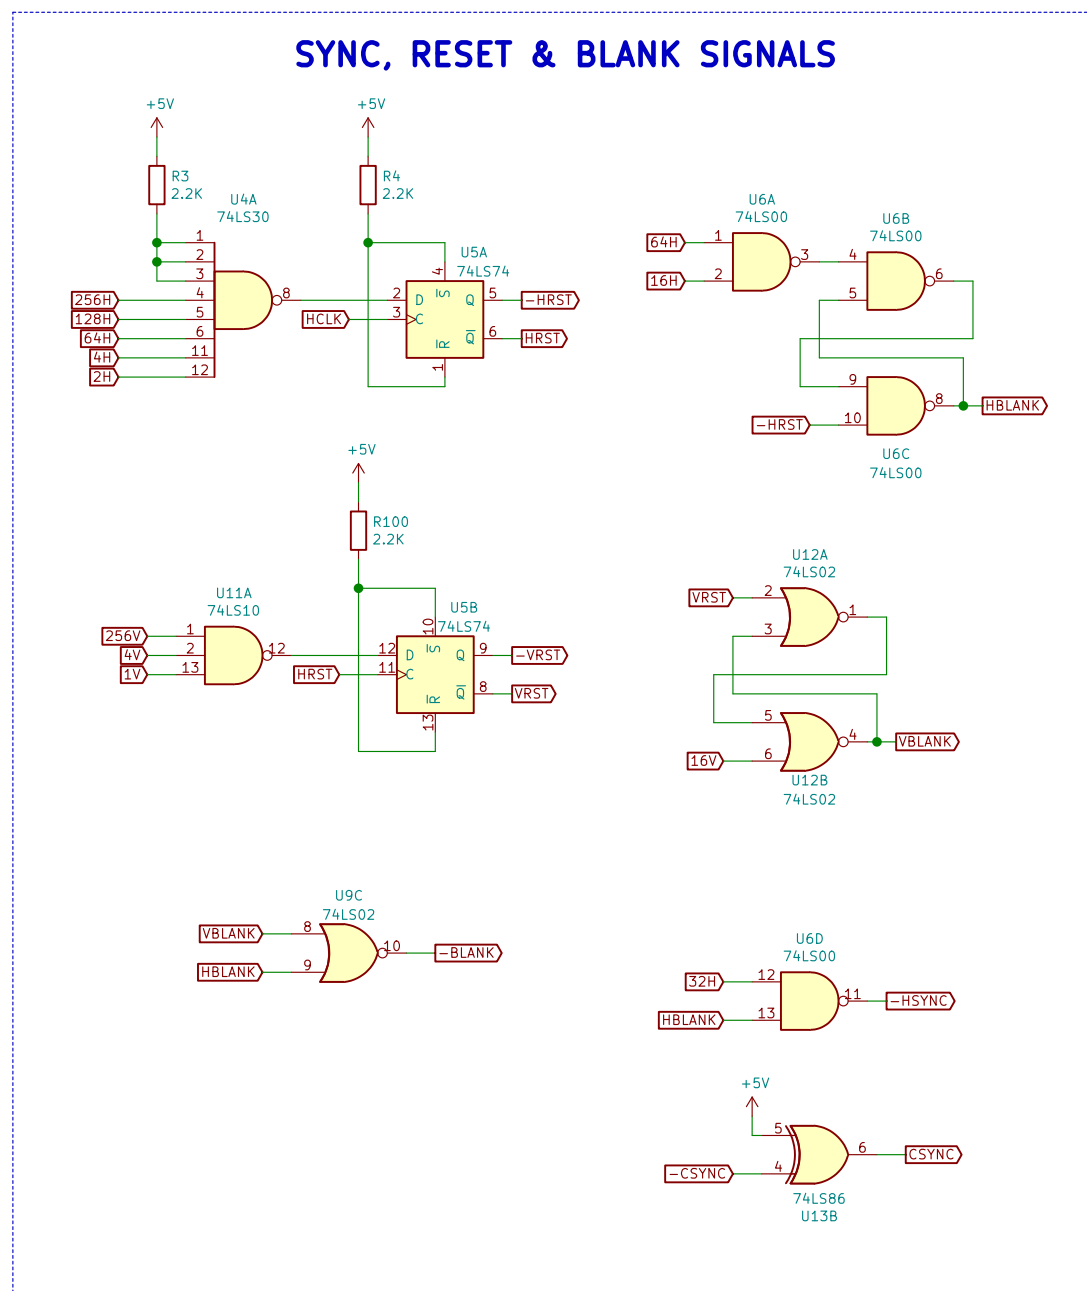 SYNC, RESET & BLANK SIGNALS
+5V
R3
2.2K
U4A
74LS30
1
2
3
256H 4
128H 5
64H 6
4H 11
2H 12
8
+5V
R4
2.2K
U5A
74LS74
4
S
2 D Q 5 -HRST
HCLK 3 C
Q 6 HRST
R
1
U6A
74LS00
64H 1
16H 2
3
U6B
74LS00
4
5
6
9
-HRST 10
8 HBLANK
U6C
74LS00
+5V
R100
2.2K
U11A
74LS10
256V 1
4V 2
1V 13
12
U5B
74LS74
10
S
12 D Q 9 -VRST
HRST 11 C
Q 8 VRST
R
13
U12A
74LS02
VRST 2
3
1
5
16V 6
4 VBLANK
U12B
74LS02
U9C
74LS02
VBLANK 8
HBLANK 9
10 -BLANK
U6D
74LS00
32H 12
HBLANK 13
11 -HSYNC
+5V
5
-CSYNC 4
6 CSYNC
74LS86
U13B